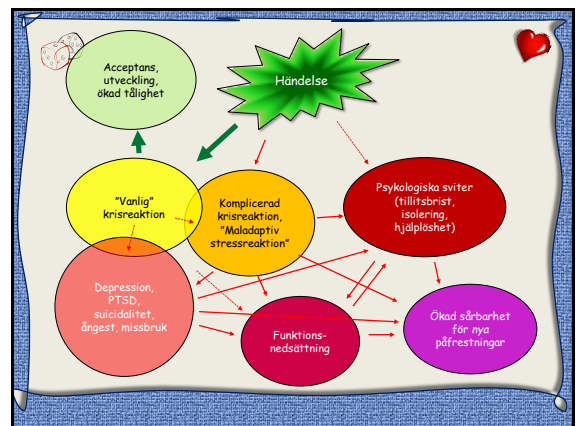 Acceptans,
utveckling,
ökad tålighet
Händelse
"Vanlig"
krisreaktion
Komplicerad
krisreaktion,
"Maladaptiv
stressreaktion"
Psykologiska sviter
(tillitsbrist,
isolering,
hjälplöshet)
Depression,
PTSD,
suicidalitet,
ångest, missbruk
Funktions-
nedsättning
Ökad sårbarhet
för nya
påfrestningar